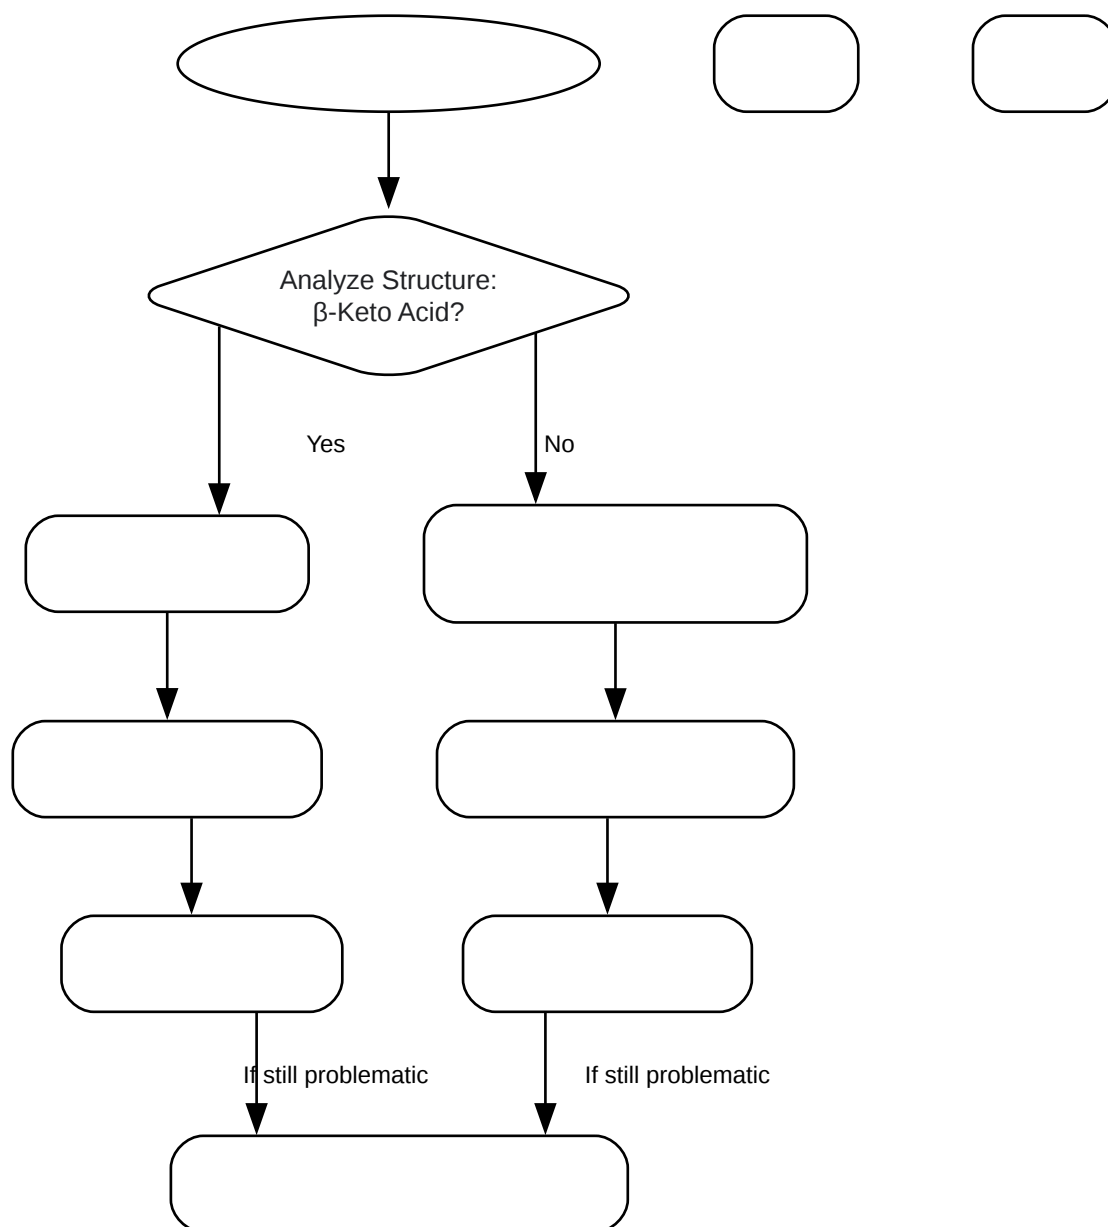 Analyze Structure:
β-Keto Acid?
Yes
No
If still problematic
If still problematic